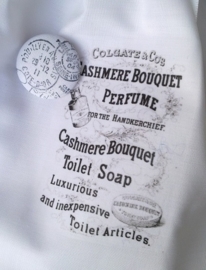 COLGATE & CO'S
CASHMERE BOUQUET
PERFUME
FOR THE HANDKERCHIEF.
Cashmere Bouquet
Toilet Soap
Luxurious
and inexpensive
Toilet Articles.